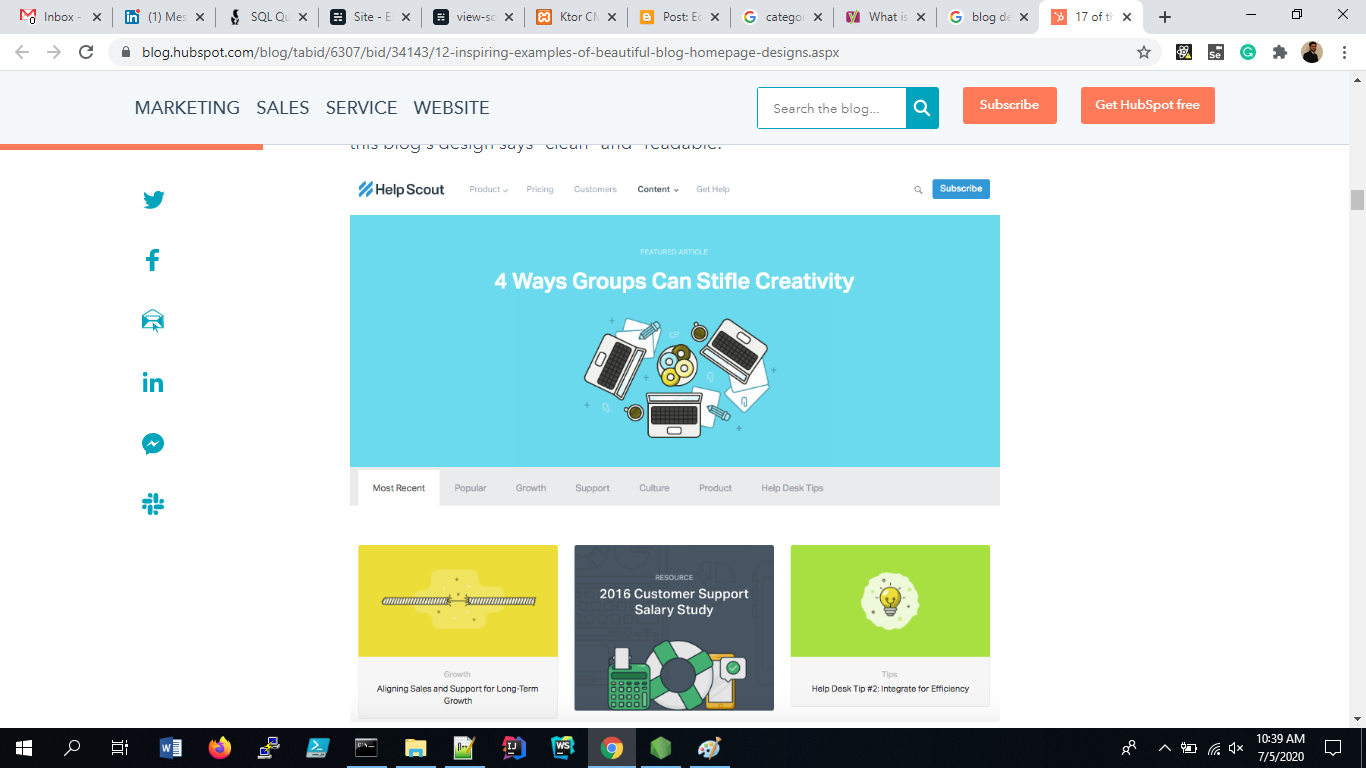 Inbox -
(1) Mes
SQL Qu
Site - E
view-so
Ktor CM
Post: Ec
categor
What is
blog de
17 of th
blog.hubspot.com/blog/tabid/6307/bid/34143/12-inspiring-examples-of-beautiful-blog-homepage-designs.aspx
MARKETING SALES SERVICE WEBSITE
Search the blog...
Subscribe
Get HubSpot free
this blog's design says "clean" and "readable."
Help Scout
Product
Pricing
Customers
Content
Get Help
Subscribe
FEATURED ARTICLE
4 Ways Groups Can Stifle Creativity
Most Recent
Popular
Growth
Support
Culture
Product
Help Desk Tips
Growth
Aligning Sales and Support for Long-Term
Growth
RESOURCE
2016 Customer Support
Salary Study
Tips
Help Desk Tip #2: Integrate for Efficiency
10:39 AM
7/5/2020